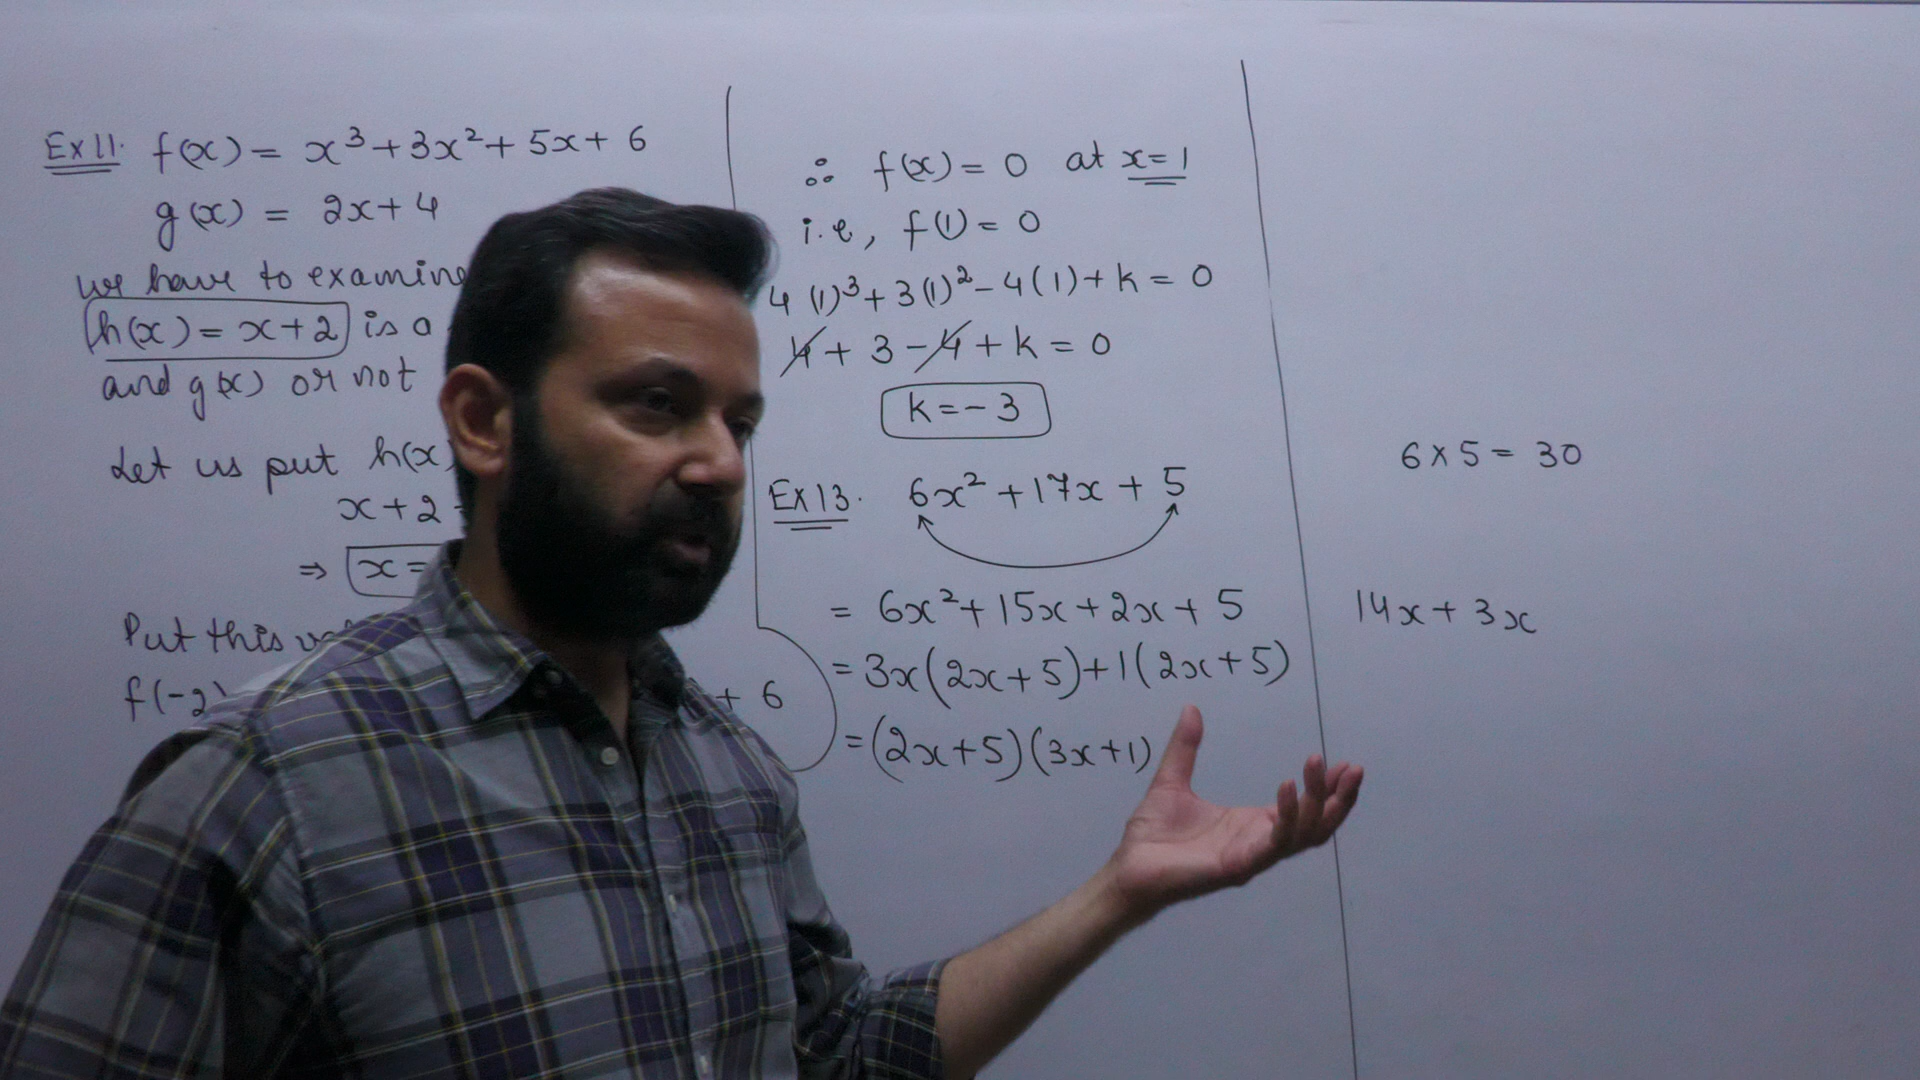 Ex 11. f(x) = x³ + 3x² + 5x + 6
g(x) = 2x + 4
we have to examine
h(x) = x + 2 is a
and g(x) or not
Let us put h(x)
x + 2
⇒ x =
Put this
f(-2) + 6
∴ f(x) = 0 at x = 1
i.e, f(1) = 0
4(1)³ + 3(1)² - 4(1) + k = 0
4 + 3 - 4 + k = 0
k = - 3
Ex 13. 6x² + 17x + 5
= 6x² + 15x + 2x + 5
= 3x(2x + 5) + 1(2x + 5)
= (2x + 5)(3x + 1)
6 × 5 = 30
14x + 3x